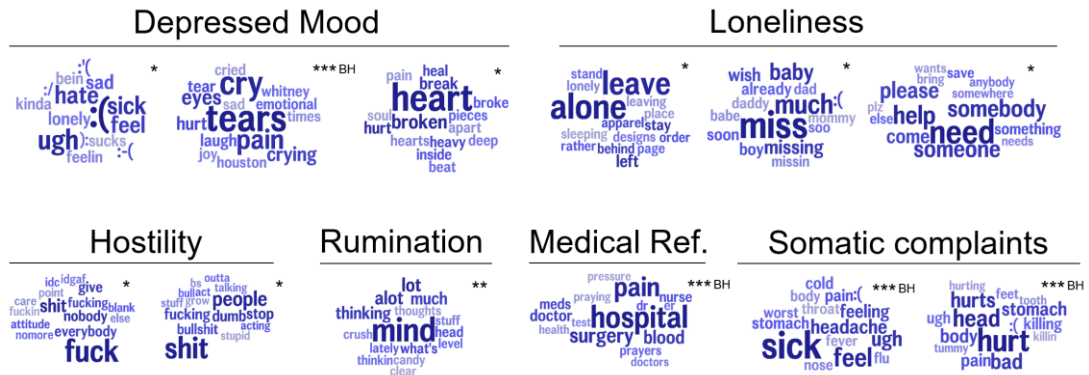 Depressed Mood
Loneliness
:'(
bein sad
:/ hate
kinda :( sick
lonely feel
ugh ): sucks
feelin :-(
*
cried
tear cry whitney
eyes sad emotional
hurt tears times
laugh pain
joy crying
houston
*** BH
pain heal
break
heart
soul broken broke
hurt pieces
apart
hearts heavy deep
inside
beat
*
stand leave
lonely
alone leaving
place
apparel stay
sleeping designs order
rather behind page
left
*
wish baby
already dad
daddy much :(
babe miss mommy
soon soo
boy missing
missin
*
wants save
bring anybody
please somewhere
plz help somebody
else need
come something
someone needs
*
Hostility
Rumination
Medical Ref.
Somatic complaints
idc idgaf give
point
care shit fucking
fuckin nobody blank
attitude else
nomore everybody
fuck
*
bs outta
bull act talking
stuff grow people
fucking dumb stop
bullshit acting
shit stupid
*
lot
alot much
thinking thoughts
mind stuff
crush head
lately what's level
thinkin candy
clear
**
pressure
pain
meds praying dr nurse
doctor hospital er
health test
surgery blood
prayers
doctors
*** BH
cold
body pain :(
throat feeling
worst
stomach headache
sick fever ugh
feel flu
nose
*** BH
hurting feet tooth
hurts stomach
ugh head :( killing
body hurt killin
tummy
pain bad
*** BH